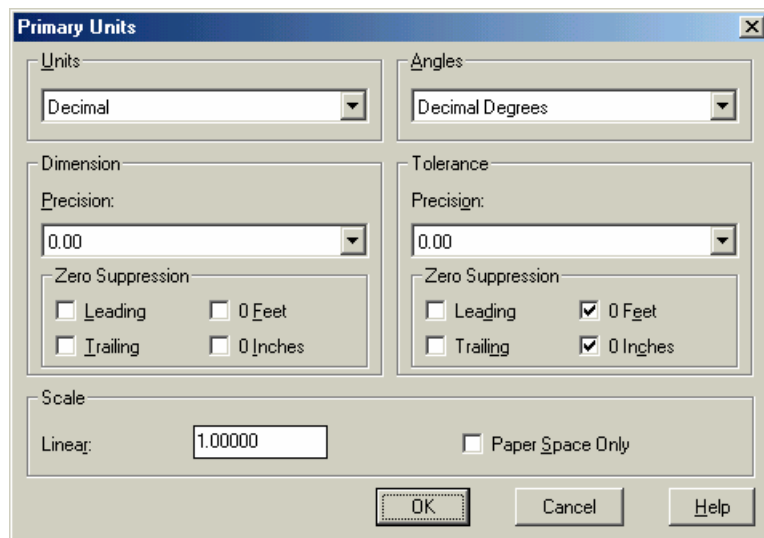 Primary Units
Units
Decimal
Angles
Decimal Degrees
Dimension
Precision:
0.00
Zero Suppression
Leading
0 Feet
Trailing
0 Inches
Tolerance
Precision:
0.00
Zero Suppression
Leading
0 Feet
Trailing
0 Inches
Scale
Linear:
1.00000
Paper Space Only
OK
Cancel
Help